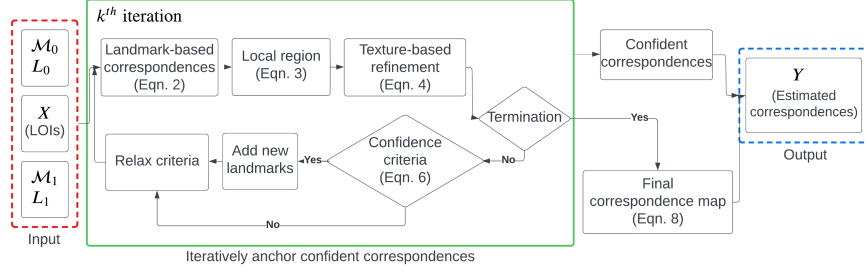 k^th iteration
M_0
L_0
X
(LOIs)
M_1
L_1
Input
Landmark-based
correspondences
(Eqn. 2)
Local region
(Eqn. 3)
Texture-based
refinement
(Eqn. 4)
Termination
Yes
No
Confidence
criteria
(Eqn. 6)
Yes
No
Add new
landmarks
Relax criteria
Iteratively anchor confident correspondences
Confident
correspondences
Final
correspondence map
(Eqn. 8)
Y
(Estimated
correspondences)
Output